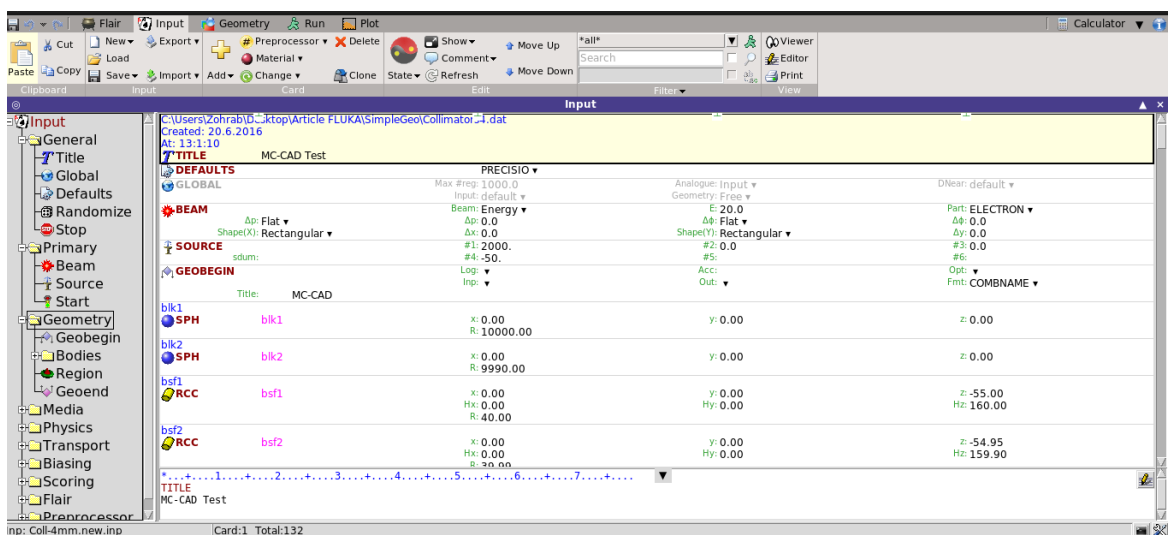 Flair Input Geometry Run Plot Calculator
Paste Cut Copy New Load Save Export Import Add Preprocessor Material Change Delete Clone State Show Comment Refresh Move Up Move Down *all* Search Viewer Editor Print
Clipboard Input Card Edit Filter View
Input
Input
General
Title
Global
Defaults
Randomize
Stop
Primary
Beam
Source
Start
Geometry
Geobegin
Bodies
Region
Geoend
Media
Physics
Transport
Biasing
Scoring
Flair
Preprocessor
Created: 20.6.2016
At: 13:1:10
TITLE MC-CAD Test
DEFAULTS PRECISIO
GLOBAL Max #reg: 1000.0 Analogue: Input DNear: default
Input: default Geometry: Free
BEAM Beam: Energy E: 20.0 Part: ELECTRON
Δp: Flat Δp: 0.0 Δϕ: Flat Δϕ: 0.0
Shape(X): Rectangular Δx: 0.0 Shape(Y): Rectangular Δy: 0.0
SOURCE #1: 2000. #2: 0.0 #3: 0.0
sdum: #4: -50. #5: #6:
GEOBEGIN Log: Acc: Opt:
Inp: Out: Fmt: COMBNAME
Title: MC-CAD
blk1
SPH blk1 x: 0.00 y: 0.00 z: 0.00
R: 10000.00
blk2
SPH blk2 x: 0.00 y: 0.00 z: 0.00
R: 9990.00
bsf1
RCC bsf1 x: 0.00 y: 0.00 z: -55.00
Hx: 0.00 Hy: 0.00 Hz: 160.00
R: 40.00
bsf2
RCC bsf2 x: 0.00 y: 0.00 z: -54.95
Hx: 0.00 Hy: 0.00 Hz: 159.90
R: 39.99
*...+....1....+....2....+....3....+....4....+....5....+....6....+....7....+....
TITLE
MC-CAD Test
Inp: Coll-4mm.new.inp Card:1 Total:132